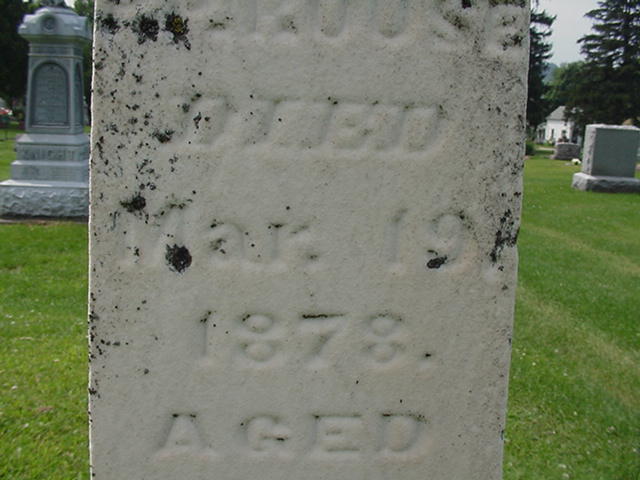 DIED
Mar. 19,
1878.
AGED